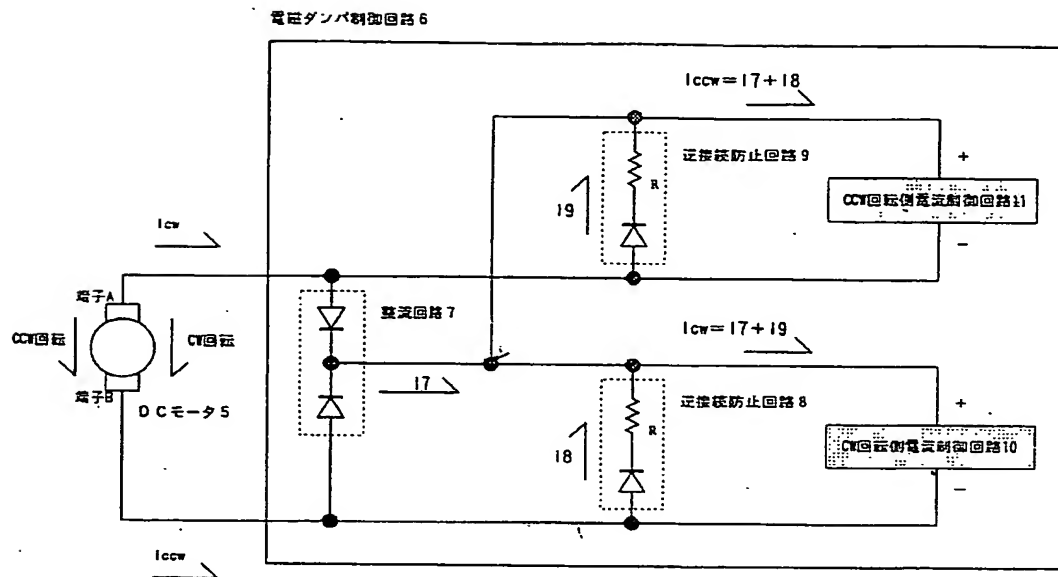 電磁ダンパ制御回路6
Iccw=I7+I18
逆接続防止回路9
R
I9
+
CCW回転側電流制御回路11
−
Icw
端子A
整流回路7
CCW回転
CW回転
Icw=I7+I9
I7
端子B
DCモータ5
逆接続防止回路8
R
I8
+
CW回転側電流制御回路10
−
Iccw